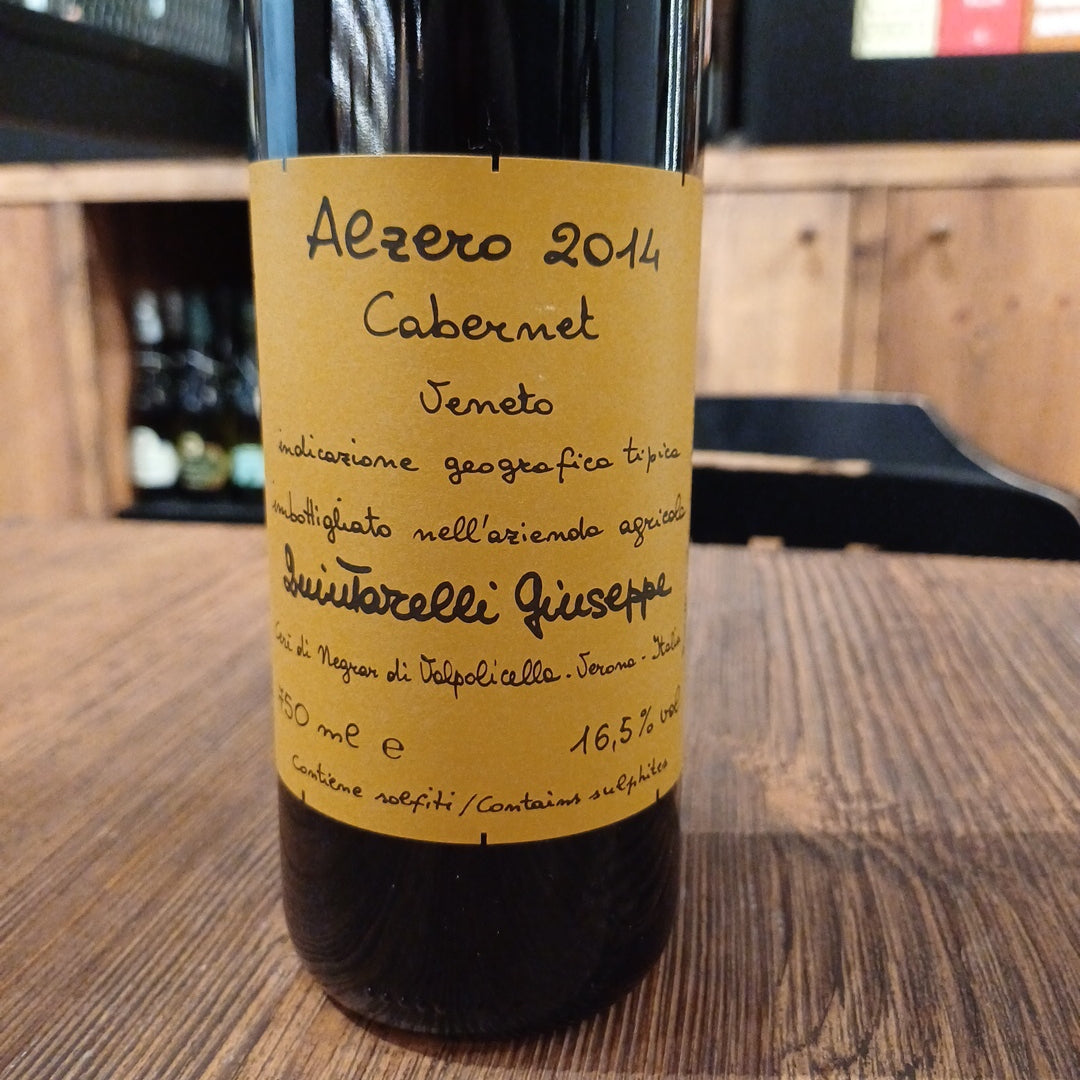 Alzero 2014
Cabernet
Veneto
indicazione geografica tipica
imbottigliato nell'azienda agricola
Quintarelli Giuseppe
Cerè di Negrar di Valpolicella - Verona - Italia
750 ml e
16,5% vol
Contiene solfiti / Contains sulphites